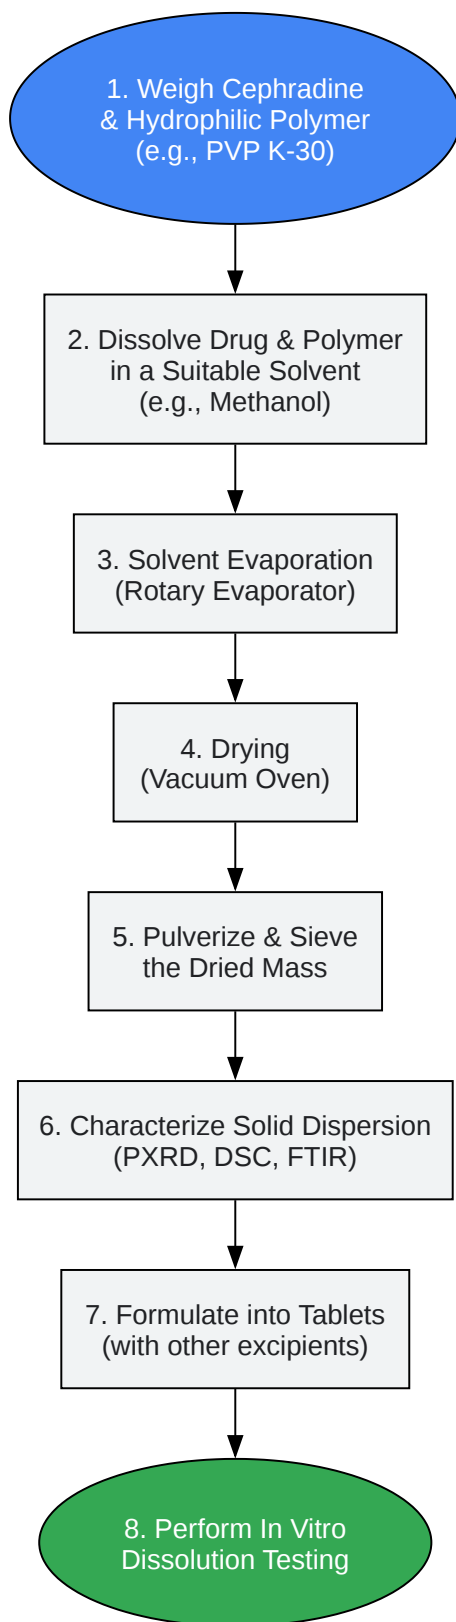 1. Weigh Cephradine
& Hydrophilic Polymer
(e.g., PVP K-30)
2. Dissolve Drug & Polymer
in a Suitable Solvent
(e.g., Methanol)
3. Solvent Evaporation
(Rotary Evaporator)
4. Drying
(Vacuum Oven)
5. Pulverize & Sieve
the Dried Mass
6. Characterize Solid Dispersion
(PXRD, DSC, FTIR)
7. Formulate into Tablets
(with other excipients)
8. Perform In Vitro
Dissolution Testing